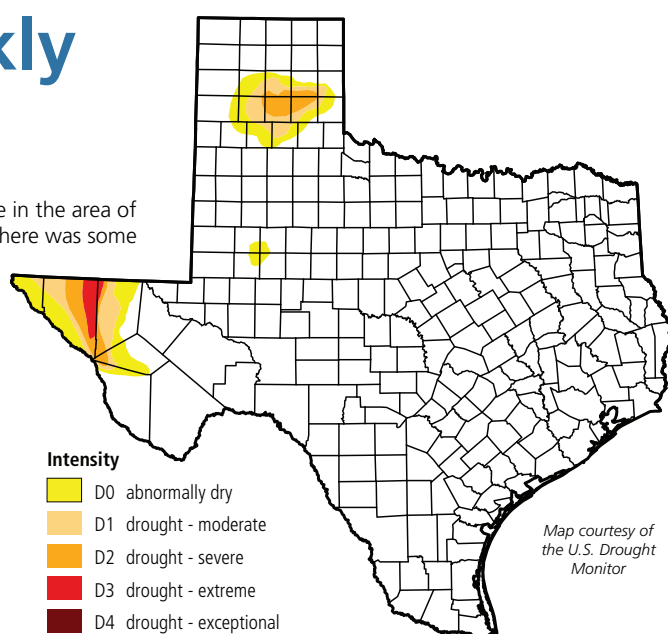 kly
e in the area of
here was some
Intensity
D0 abnormally dry
D1 drought - moderate
D2 drought - severe
D3 drought - extreme
D4 drought - exceptional
Map courtesy of
the U.S. Drought
Monitor